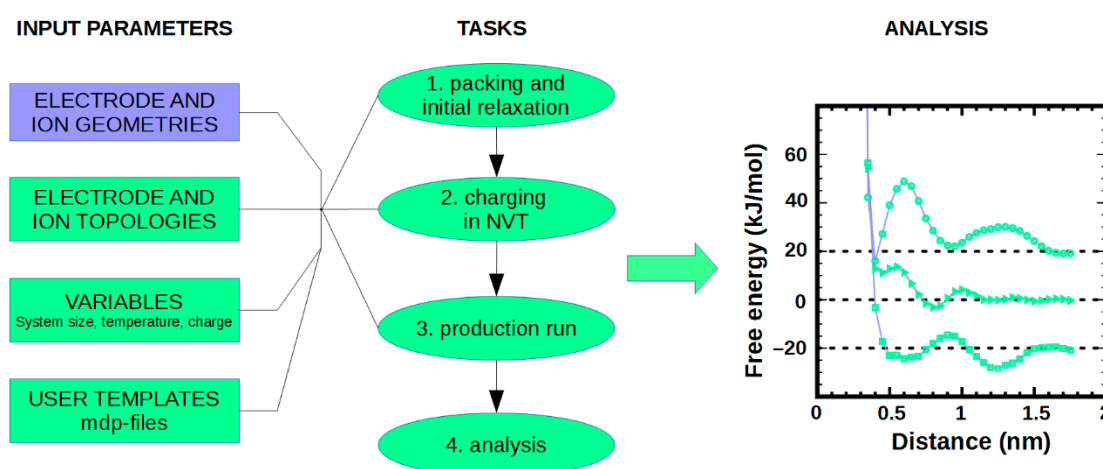 INPUT PARAMETERS
ELECTRODE AND
ION GEOMETRIES
ELECTRODE AND
ION TOPOLOGIES
VARIABLES
System size, temperature, charge
USER TEMPLATES
mdp-files
TASKS
1. packing and
initial relaxation
2. charging
in NVT
3. production run
4. analysis
ANALYSIS
Free energy (kJ/mol)
60
40
20
0
−20
0
0.5
1
1.5
2
Distance (nm)